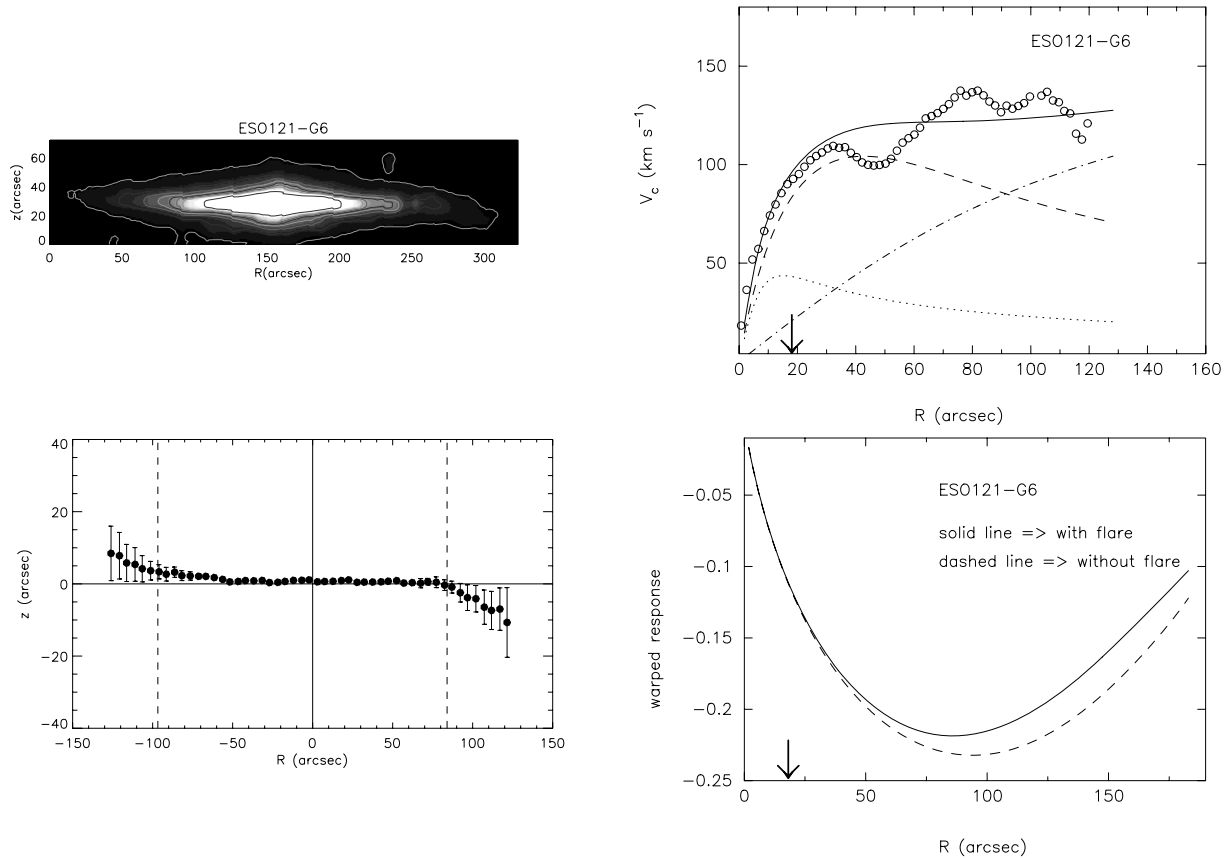 ESO121-G6
z(arcsec)
60
40
20
0
0 50 100 150 200 250 300
R(arcsec)
ESO121-G6
V_c (km s^-1)
150
100
50
0 20 40 60 80 100 120 140 160
R (arcsec)
z (arcsec)
40
20
0
-20
-40
-150 -100 -50 0 50 100 150
R (arcsec)
ESO121-G6
solid line => with flare
dashed line => without flare
warped response
-0.05
-0.1
-0.15
-0.2
-0.25
0 50 100 150
R (arcsec)